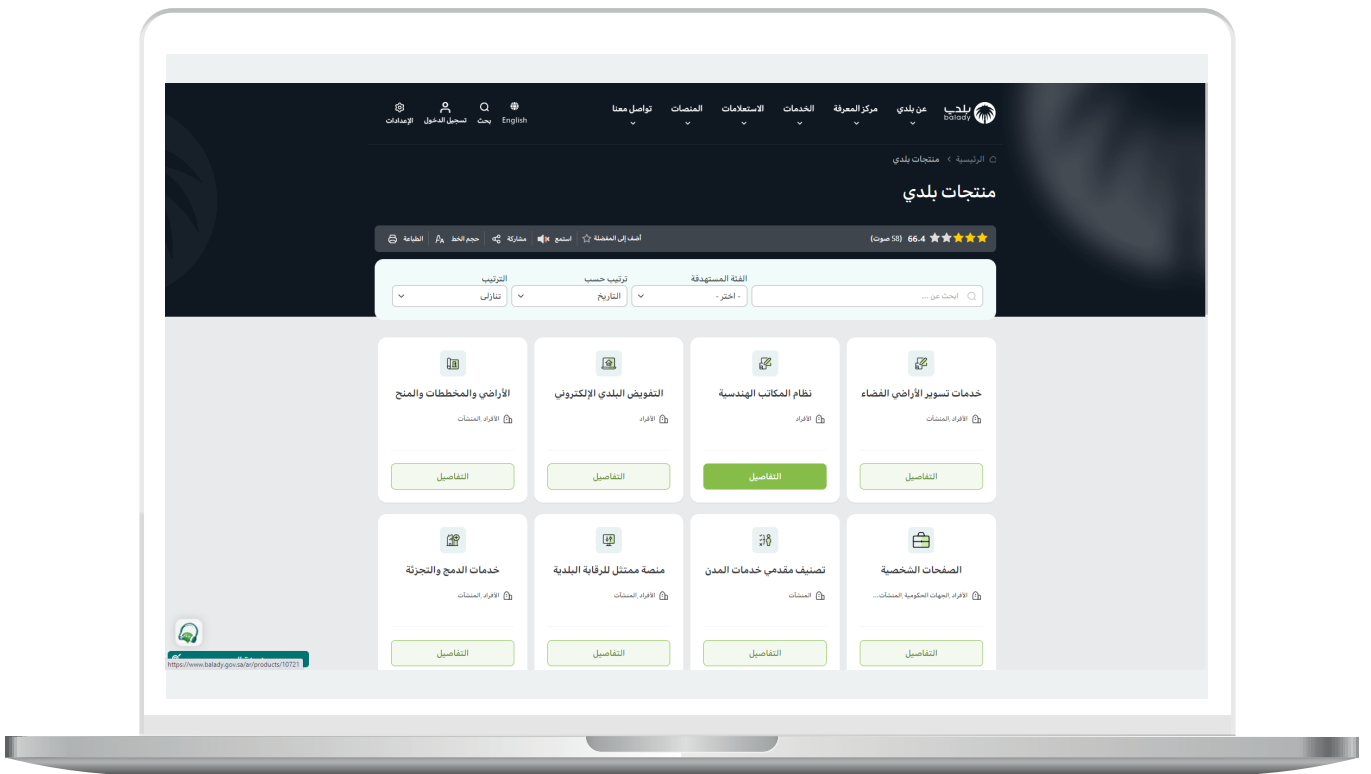 بلدي
balady
عن بلدي
مركز المعرفة
الخدمات
الاستعلامات
المنصات
تواصل معنا
English
بحث
تسجيل الدخول
الإعدادات
الرئيسية › منتجات بلدي
منتجات بلدي
66.4 (58 صوت)
أضف إلى المفضلة
استمع
مشاركة
حجم الخط
الطباعة
الفئة المستهدفة
ترتيب حسب
الترتيب
ابحث عن ...
- اختر -
التاريخ
تنازلى
خدمات تسوير الأراضي الفضاء
نظام المكاتب الهندسية
التفويض البلدي الإلكتروني
الأراضي والمخططات والمنح
الأفراد ,المنشآت
الأفراد
الأفراد
الأفراد ,المنشآت
التفاصيل
التفاصيل
التفاصيل
التفاصيل
الصفحات الشخصية
تصنيف مقدمي خدمات المدن
منصة ممتثل للرقابة البلدية
خدمات الدمج والتجزئة
الأفراد ,الجهات الحكومية ,المنشآت...
المنشآت
الأفراد ,المنشآت
الأفراد ,المنشآت
التفاصيل
التفاصيل
التفاصيل
التفاصيل
https://www.balady.gov.sa/ar/products/10721